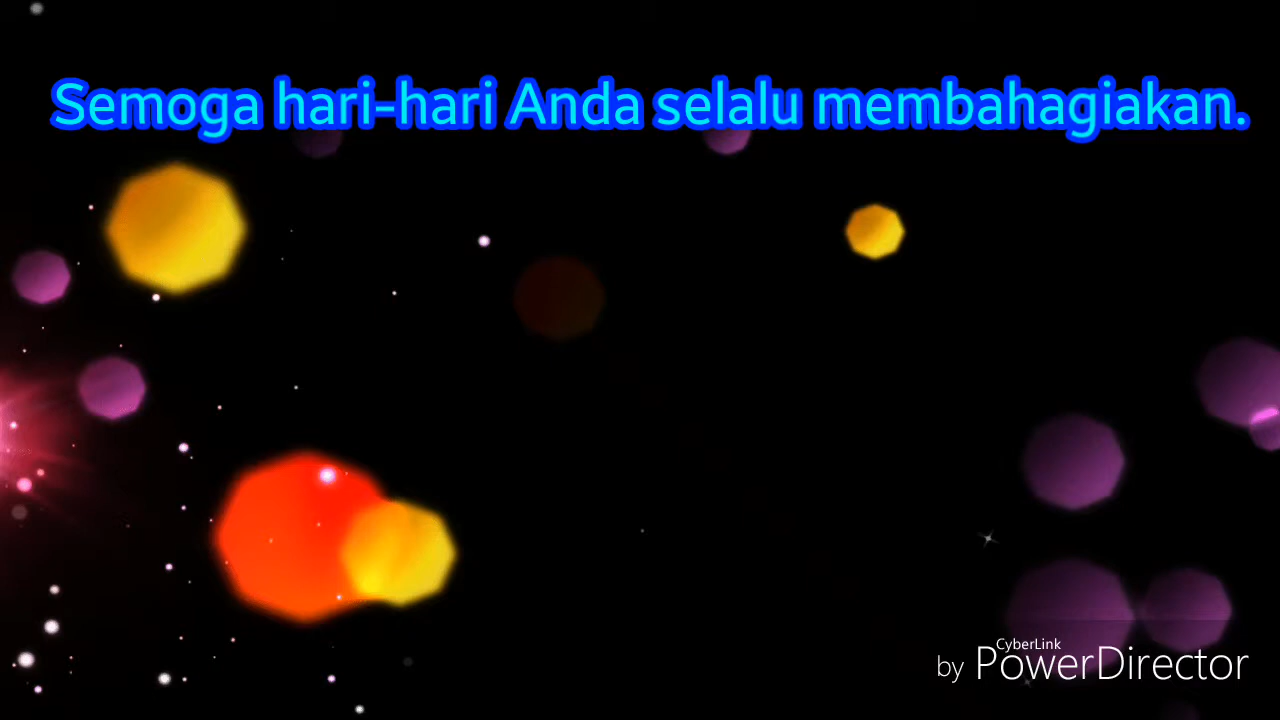 Semoga hari-hari Anda selalu membahagiakan.
CyberLink
by PowerDirector